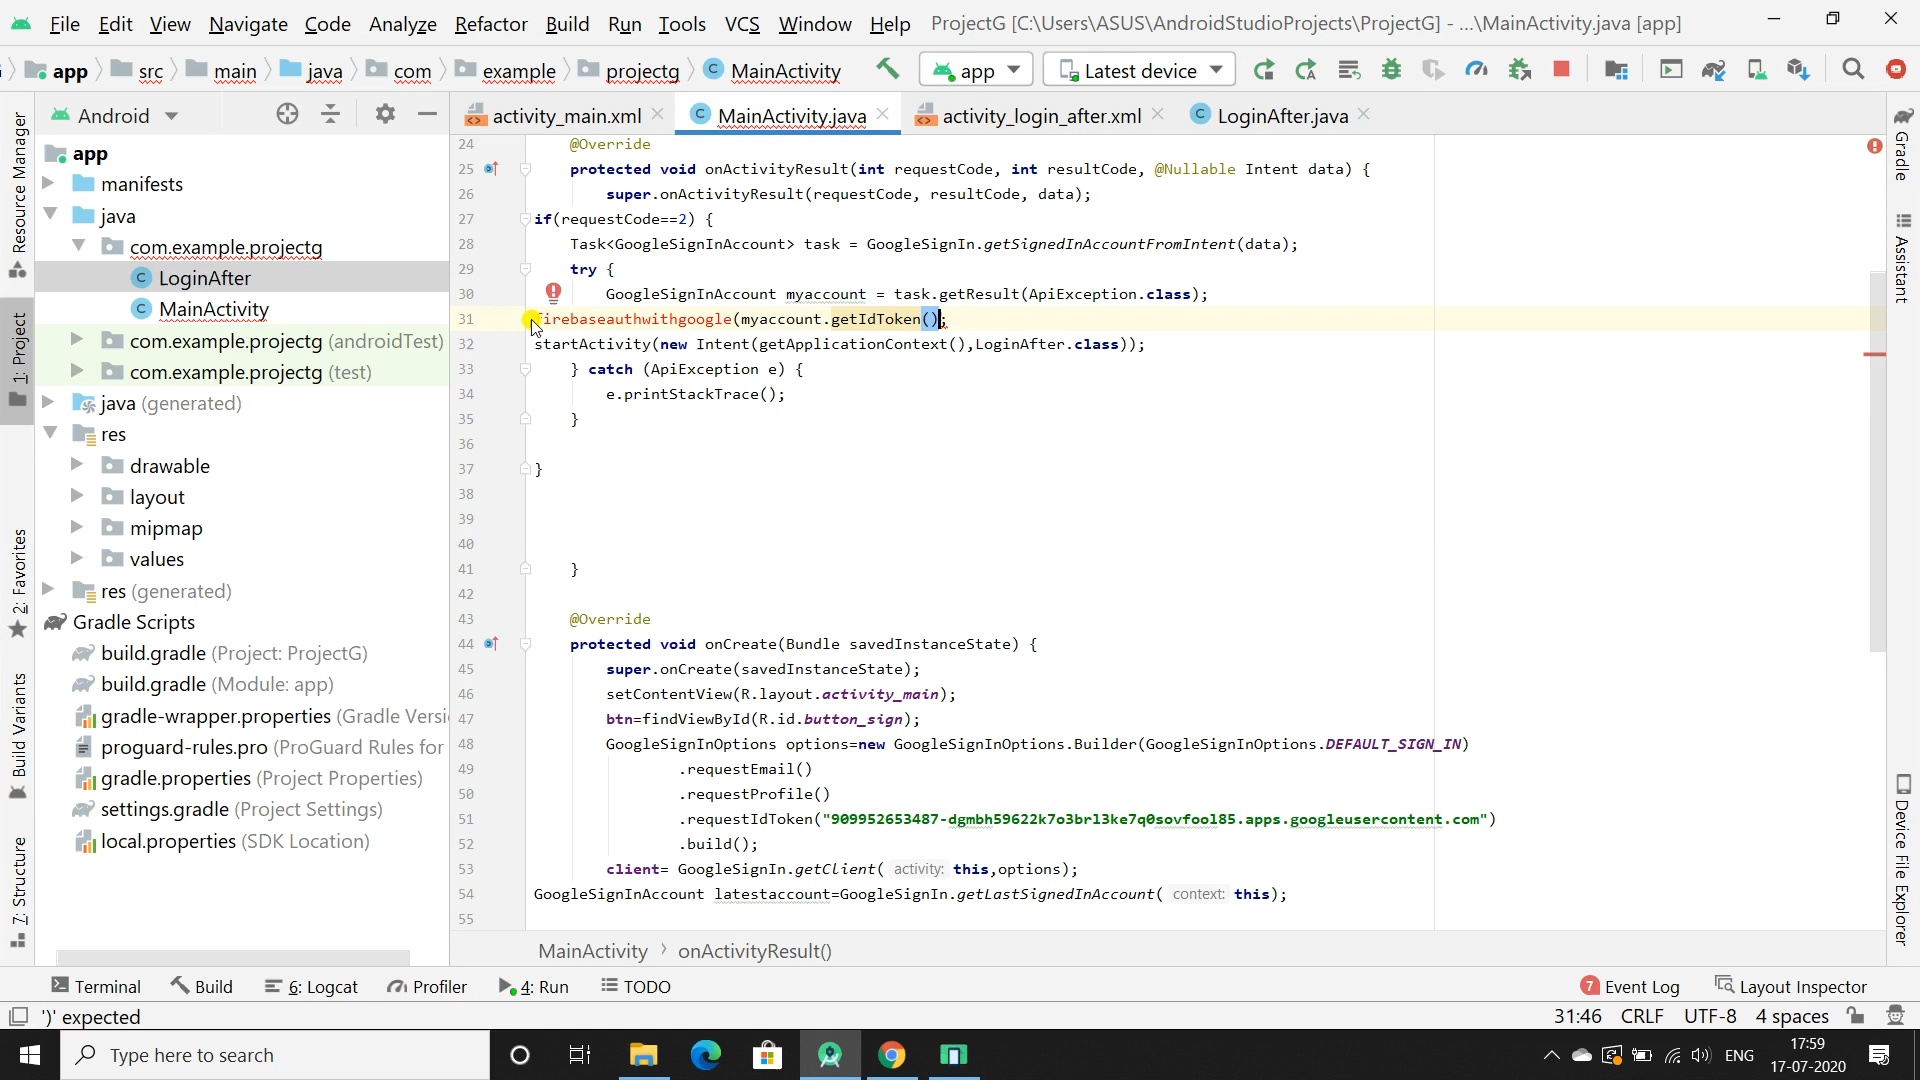 File Edit View Navigate Code Analyze Refactor Build Run Tools VCS Window Help ProjectG [C:\Users\ASUS\AndroidStudioProjects\ProjectG] - ...\MainActivity.java [app]
app src main java com example projectg MainActivity app Latest device
Android
activity_main.xml MainActivity.java activity_login_after.xml LoginAfter.java
Resource Manager
1: Project
2: Favorites
Build Variants
7: Structure
app
manifests
java
com.example.projectg
LoginAfter
MainActivity
com.example.projectg (androidTest)
com.example.projectg (test)
java (generated)
res
drawable
layout
mipmap
values
res (generated)
Gradle Scripts
build.gradle (Project: ProjectG)
build.gradle (Module: app)
gradle-wrapper.properties (Gradle Versi
proguard-rules.pro (ProGuard Rules for
gradle.properties (Project Properties)
settings.gradle (Project Settings)
local.properties (SDK Location)
24 @Override
25 protected void onActivityResult(int requestCode, int resultCode, @Nullable Intent data) {
26 super.onActivityResult(requestCode, resultCode, data);
27 if(requestCode==2) {
28 Task<GoogleSignInAccount> task = GoogleSignIn.getSignedInAccountFromIntent(data);
29 try {
30 GoogleSignInAccount myaccount = task.getResult(ApiException.class);
31 firebaseauthwithgoogle(myaccount.getIdToken();
32 startActivity(new Intent(getApplicationContext(),LoginAfter.class));
33 } catch (ApiException e) {
34 e.printStackTrace();
35 }
36
37 }
38
39
40
41 }
42
43 @Override
44 protected void onCreate(Bundle savedInstanceState) {
45 super.onCreate(savedInstanceState);
46 setContentView(R.layout.activity_main);
47 btn=findViewById(R.id.button_sign);
48 GoogleSignInOptions options=new GoogleSignInOptions.Builder(GoogleSignInOptions.DEFAULT_SIGN_IN)
49 .requestEmail()
50 .requestProfile()
51 .requestIdToken("909952653487-dgmbh59622k7o3brl3ke7q0sovfool85.apps.googleusercontent.com")
52 .build();
53 client= GoogleSignIn.getClient( activity: this,options);
54 GoogleSignInAccount latestaccount=GoogleSignIn.getLastSignedInAccount( context: this);
55
MainActivity › onActivityResult()
Gradle
Assistant
Device File Explorer
Terminal Build 6: Logcat Profiler 4: Run TODO 7 Event Log Layout Inspector
')' expected 31:46 CRLF UTF-8 4 spaces
Type here to search ENG 17:59
17-07-2020